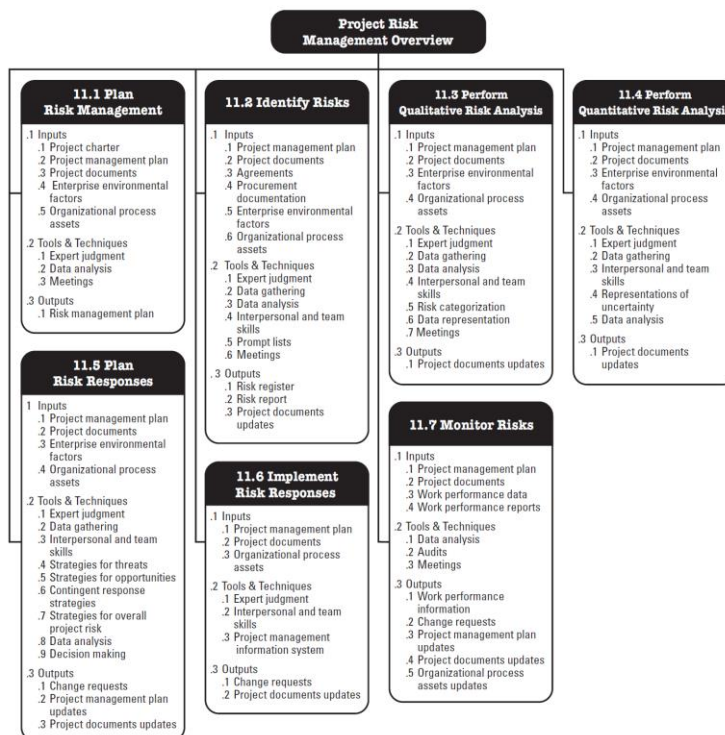 Project Risk
Management Overview
11.1 Plan
Risk Management
.1 Inputs
.1 Project charter
.2 Project management plan
.3 Project documents
.4 Enterprise environmental
factors
.5 Organizational process
assets
.2 Tools & Techniques
.1 Expert judgment
.2 Data analysis
.3 Meetings
.3 Outputs
.1 Risk management plan
11.2 Identify Risks
.1 Inputs
.1 Project management plan
.2 Project documents
.3 Agreements
.4 Procurement
documentation
.5 Enterprise environmental
factors
.6 Organizational process
assets
.2 Tools & Techniques
.1 Expert judgment
.2 Data gathering
.3 Data analysis
.4 Interpersonal and team
skills
.5 Prompt lists
.6 Meetings
.3 Outputs
.1 Risk register
.2 Risk report
.3 Project documents
updates
11.3 Perform
Qualitative Risk Analysis
.1 Inputs
.1 Project management plan
.2 Project documents
.3 Enterprise environmental
factors
.4 Organizational process
assets
.2 Tools & Techniques
.1 Expert judgment
.2 Data gathering
.3 Data analysis
.4 Interpersonal and team
skills
.5 Risk categorization
.6 Data representation
.7 Meetings
.3 Outputs
.1 Project documents updates
11.4 Perform
Quantitative Risk Analysis
.1 Inputs
.1 Project management plan
.2 Project documents
.3 Enterprise environmental
factors
.4 Organizational process
assets
.2 Tools & Techniques
.1 Expert judgment
.2 Data gathering
.3 Interpersonal and team
skills
.4 Representations of
uncertainty
.5 Data analysis
.3 Outputs
.1 Project documents
updates
11.5 Plan
Risk Responses
1 Inputs
.1 Project management plan
.2 Project documents
.3 Enterprise environmental
factors
.4 Organizational process
assets
.2 Tools & Techniques
.1 Expert judgment
.2 Data gathering
.3 Interpersonal and team
skills
.4 Strategies for threats
.5 Strategies for opportunities
.6 Contingent response
strategies
.7 Strategies for overall
project risk
.8 Data analysis
.9 Decision making
.3 Outputs
.1 Change requests
.2 Project management plan
updates
.3 Project documents updates
11.6 Implement
Risk Responses
.1 Inputs
.1 Project management plan
.2 Project documents
.3 Organizational process
assets
.2 Tools & Techniques
.1 Expert judgment
.2 Interpersonal and team
skills
.3 Project management
information system
.3 Outputs
.1 Change requests
.2 Project documents updates
11.7 Monitor Risks
.1 Inputs
.1 Project management plan
.2 Project documents
.3 Work performance data
.4 Work performance reports
.2 Tools & Techniques
.1 Data analysis
.2 Audits
.3 Meetings
.3 Outputs
.1 Work performance
information
.2 Change requests
.3 Project management plan
updates
.4 Project documents updates
.5 Organizational process
assets updates